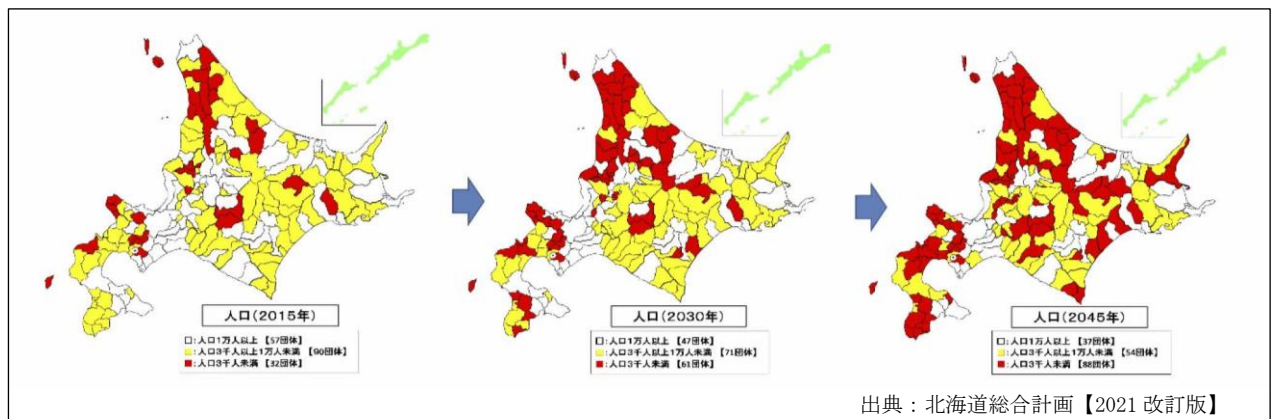 人口(2015年)
□:人口1万人以上 【57団体】
■:人口3千人以上1万人未満 【90団体】
■:人口3千人未満 【32団体】
人口(2030年)
□:人口1万人以上 【47団体】
■:人口3千人以上1万人未満 【71団体】
■:人口3千人未満 【61団体】
人口(2045年)
□:人口1万人以上 【37団体】
■:人口3千人以上1万人未満 【54団体】
■:人口3千人未満 【88団体】
出典:北海道総合計画【2021 改訂版】